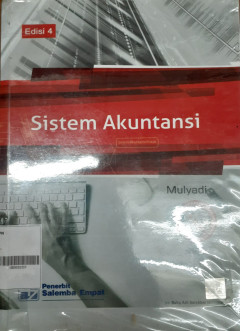 Edisi 4
Sistem Akuntansi
Mulyadi
Penerbit
Salemba Empat